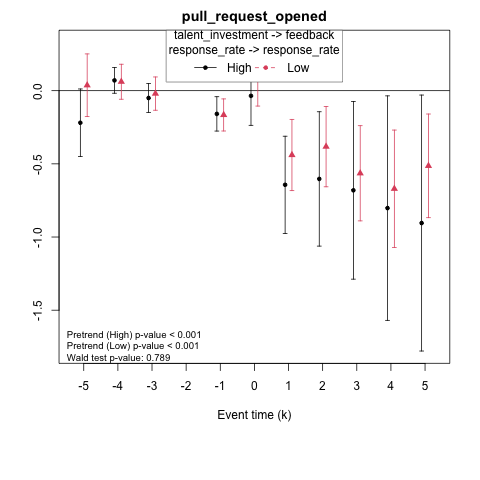 pull_request_opened
talent_investment -> feedback
response_rate -> response_rate
High Low
0.0
-0.5
-1.0
-1.5
Pretrend (High) p-value < 0.001
Pretrend (Low) p-value < 0.001
Wald test p-value: 0.789
-5 -4 -3 -2 -1 0 1 2 3 4 5
Event time (k)